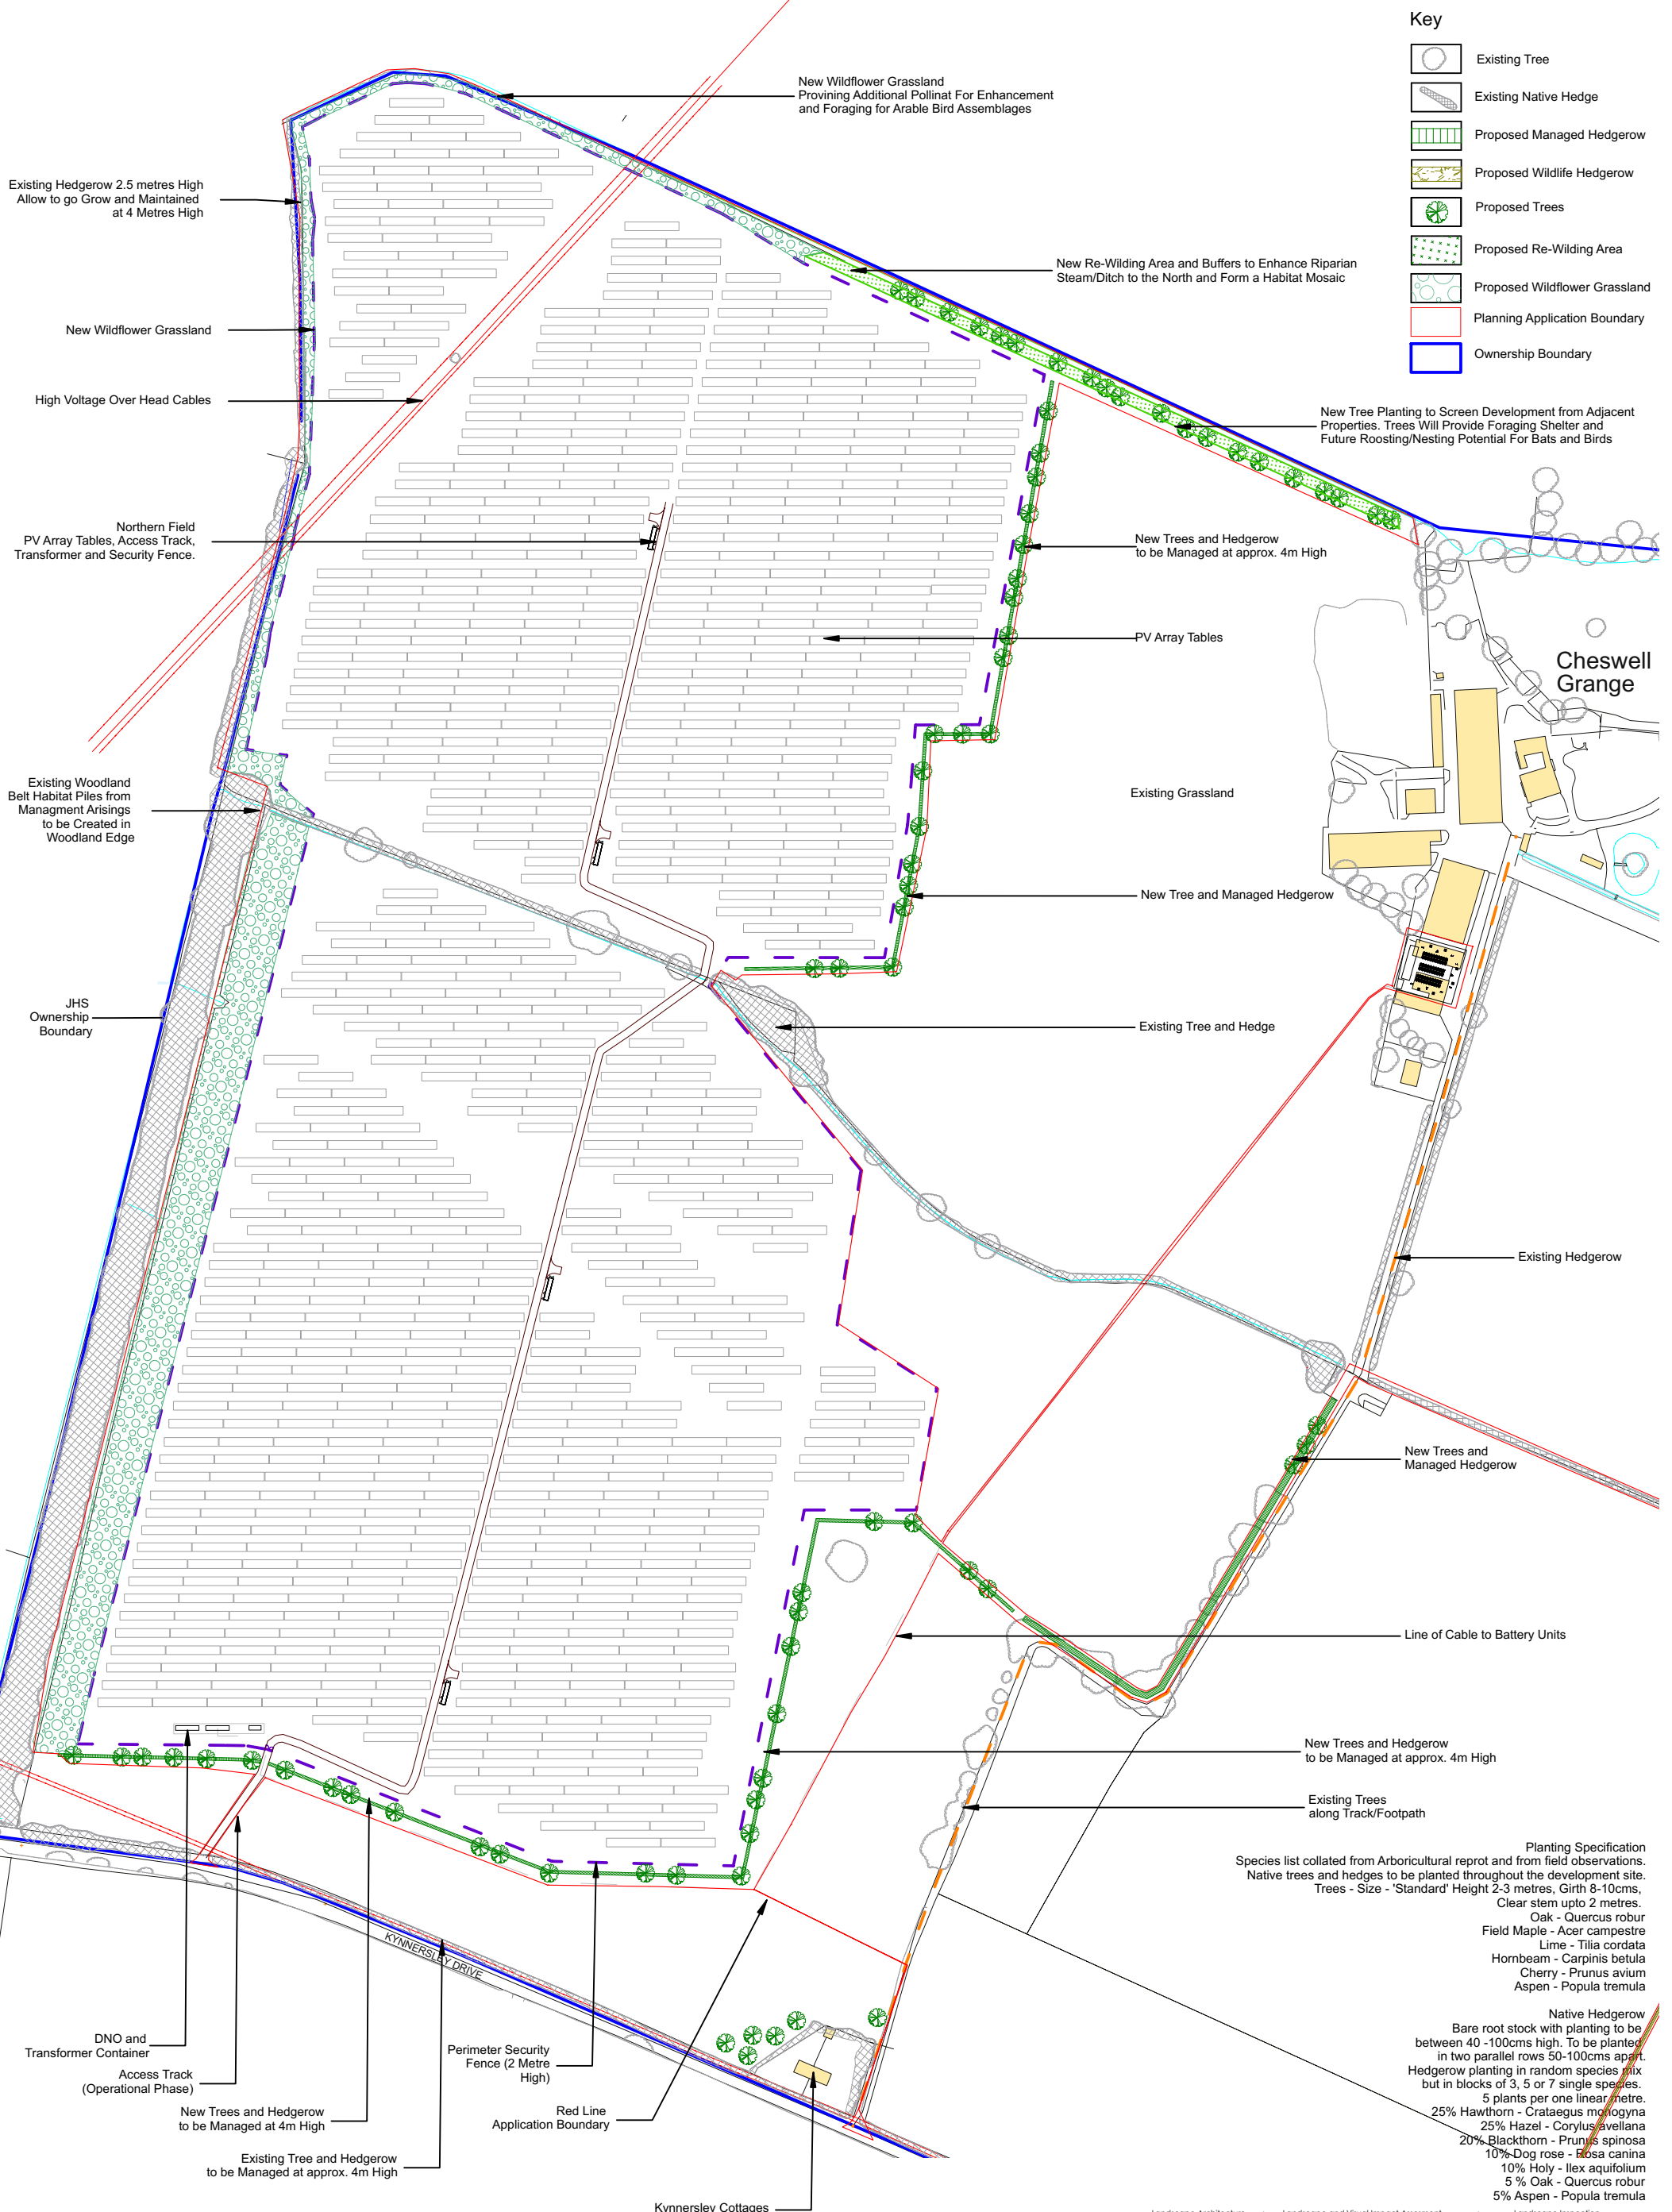 Key
Existing Tree
Existing Native Hedge
Proposed Managed Hedgerow
Proposed Wildlife Hedgerow
Proposed Trees
Proposed Re-Wilding Area
Proposed Wildflower Grassland
Planning Application Boundary
Ownership Boundary
New Wildflower Grassland
Provining Additional Pollinat For Enhancement
and Foraging for Arable Bird Assemblages
Existing Hedgerow 2.5 metres High
Allow to go Grow and Maintained
at 4 Metres High
New Re-Wilding Area and Buffers to Enhance Riparian
Steam/Ditch to the North and Form a Habitat Mosaic
New Wildflower Grassland
High Voltage Over Head Cables
New Tree Planting to Screen Development from Adjacent
Properties. Trees Will Provide Foraging Shelter and
Future Roosting/Nesting Potential For Bats and Birds
Northern Field
PV Array Tables, Access Track,
Transformer and Security Fence.
New Trees and Hedgerow
to be Managed at approx. 4m High
PV Array Tables
Cheswell
Grange
Existing Woodland
Belt Habitat Piles from
Managment Arisings
to be Created in
Woodland Edge
Existing Grassland
New Tree and Managed Hedgerow
JHS
Ownership
Boundary
Existing Tree and Hedge
Existing Hedgerow
New Trees and
Managed Hedgerow
Line of Cable to Battery Units
New Trees and Hedgerow
to be Managed at approx. 4m High
Existing Trees
along Track/Footpath
Planting Specification
Species list collated from Arboricultural reprot and from field observations.
Native trees and hedges to be planted throughout the development site.
Trees - Size - 'Standard' Height 2-3 metres, Girth 8-10cms,
Clear stem upto 2 metres.
Oak - Quercus robur
Field Maple - Acer campestre
Lime - Tilia cordata
Hornbeam - Carpinis betula
Cherry - Prunus avium
Aspen - Popula tremula
Native Hedgerow
Bare root stock with planting to be
between 40 -100cms high. To be planted
in two parallel rows 50-100cms apart.
Hedgerow planting in random species mix
but in blocks of 3, 5 or 7 single species.
5 plants per one linear metre.
25% Hawthorn - Crataegus monogyna
25% Hazel - Corylus avellana
20% Blackthorn - Prunus spinosa
10% Dog rose - Rosa canina
10% Holy - Ilex aquifolium
5 % Oak - Quercus robur
5% Aspen - Popula tremula
KYNNERSLEY DRIVE
DNO and
Transformer Container
Access Track
(Operational Phase)
New Trees and Hedgerow
to be Managed at 4m High
Existing Tree and Hedgerow
to be Managed at approx. 4m High
Perimeter Security
Fence (2 Metre
High)
Red Line
Application Boundary
Kynnersley Cottages